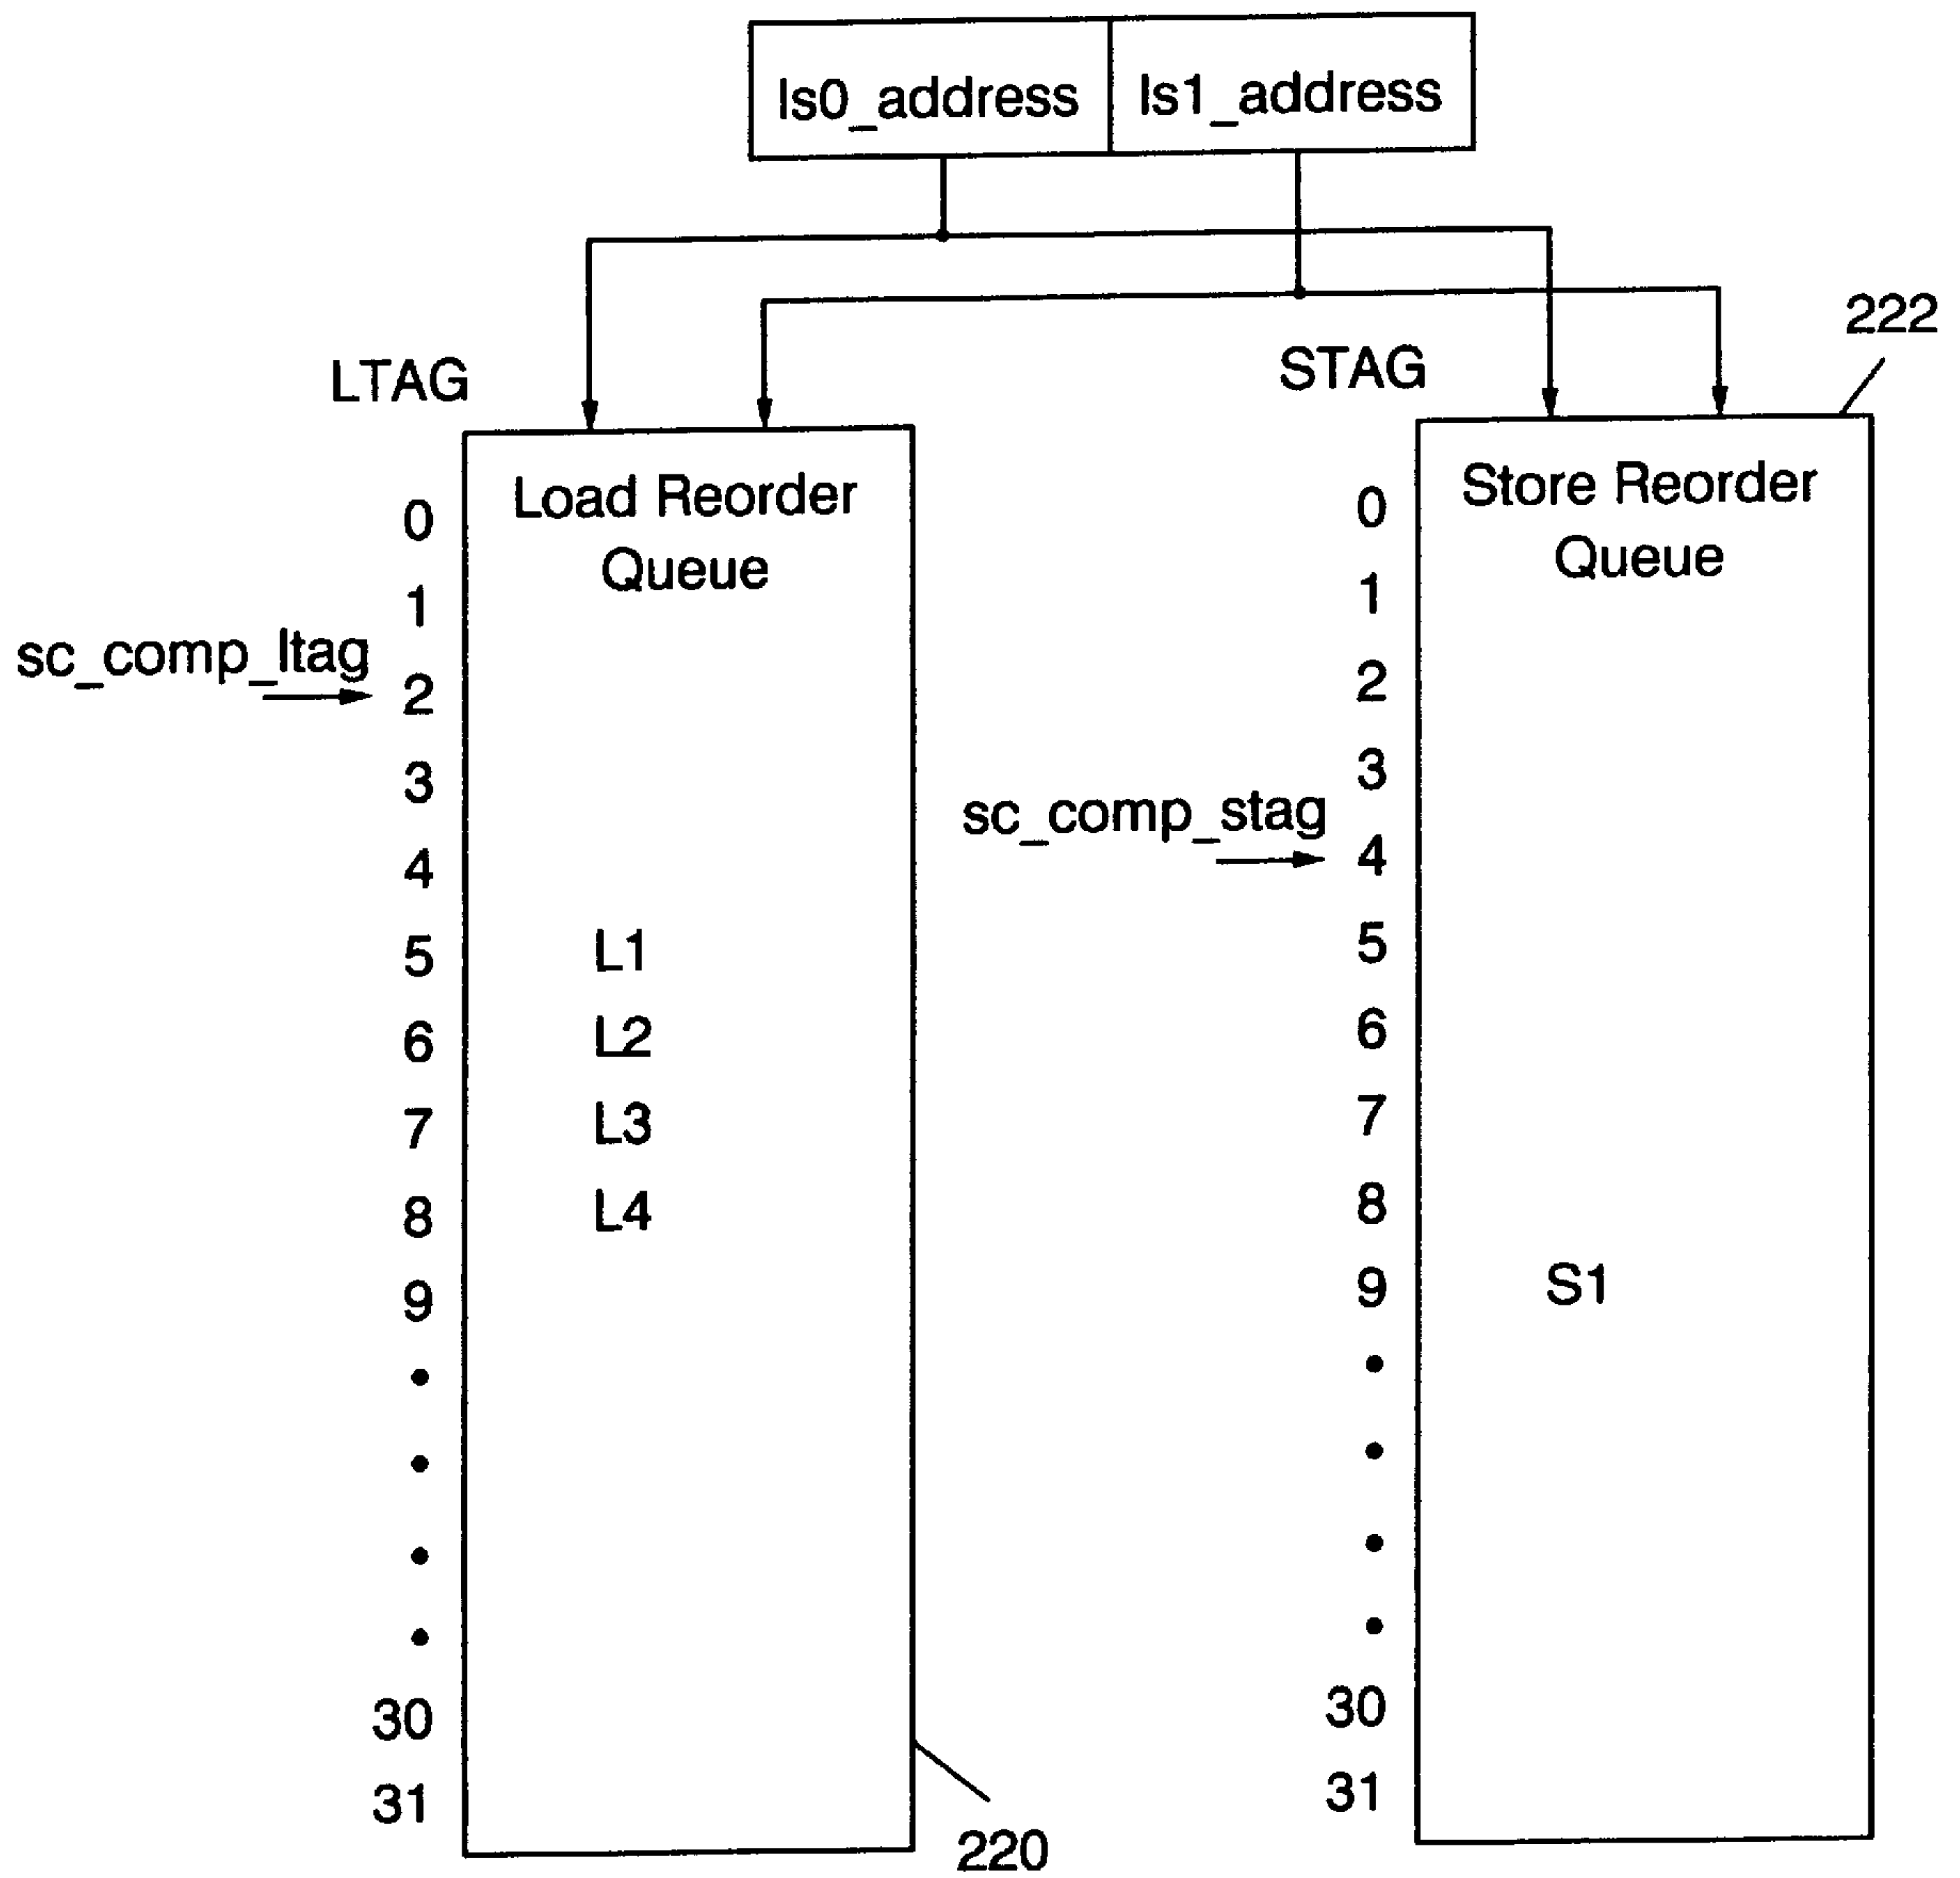 ls0_address ls1_address
222
LTAG STAG
Load Reorder
Queue
Store Reorder
Queue
0 0
1 1
sc_comp_ltag
2 2
3 3
sc_comp_stag
4 4
5 L1 5
6 L2 6
7 L3 7
8 L4 8
9 9 S1
30 30
31 31
220